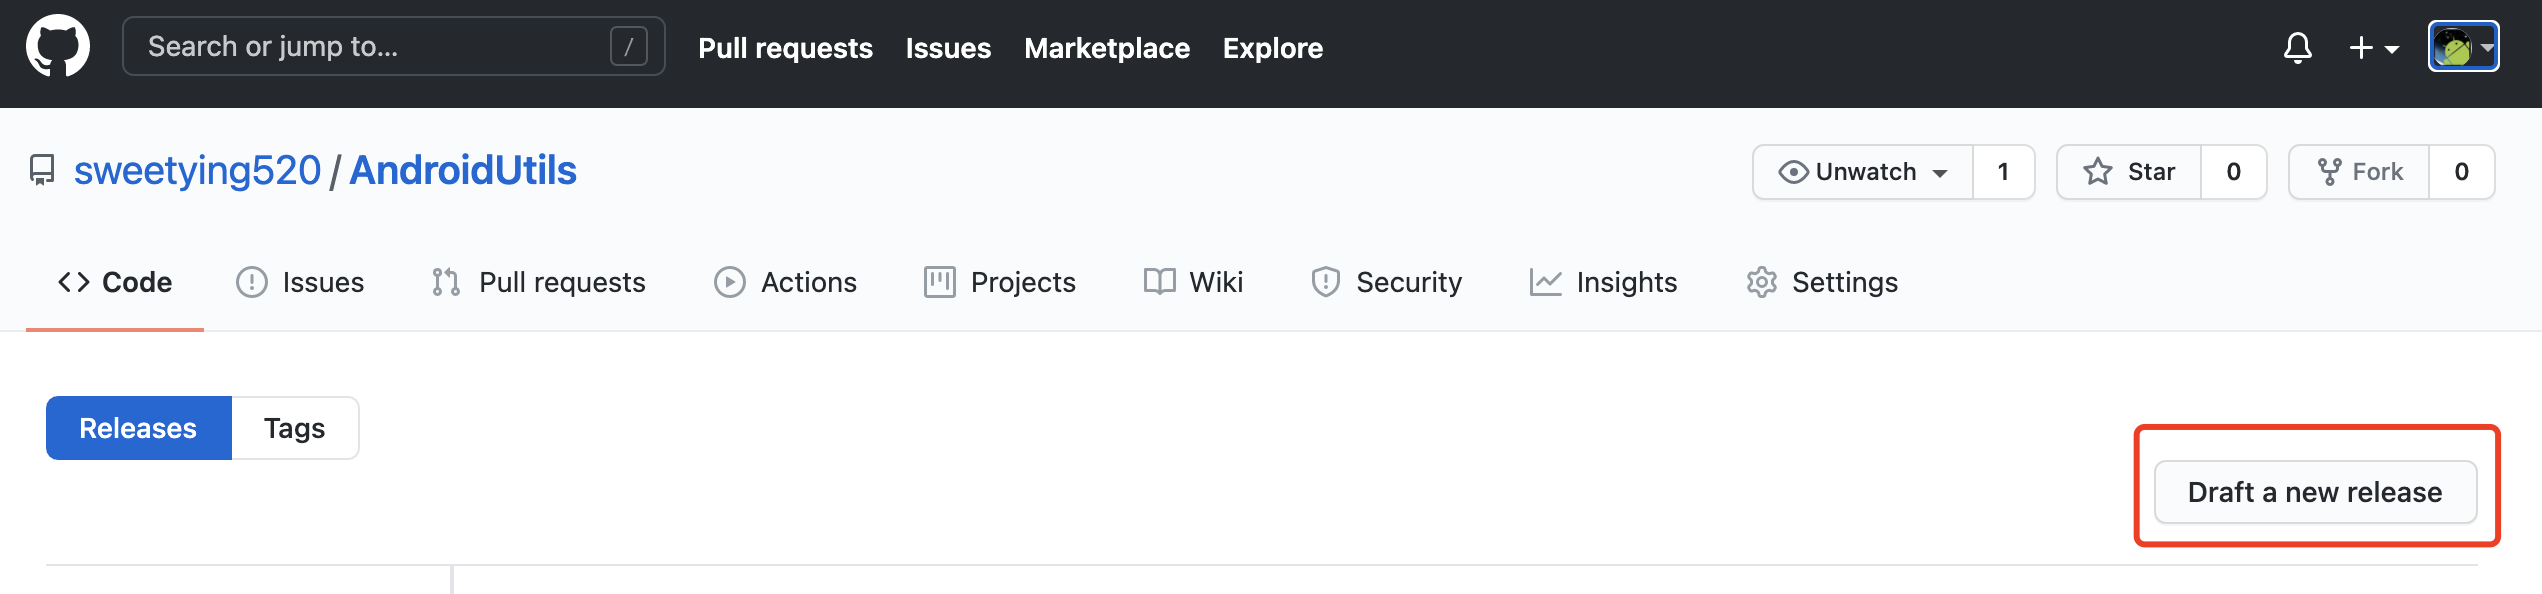 Search or jump to... / Pull requests Issues Marketplace Explore
sweetying520 / AndroidUtils Unwatch 1 Star 0 Fork 0
Code Issues Pull requests Actions Projects Wiki Security Insights Settings
Releases Tags
Draft a new release